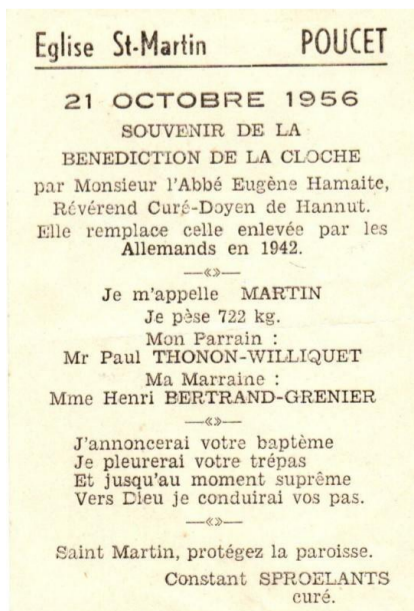 Eglise St-Martin POUCET
21 OCTOBRE 1956
SOUVENIR DE LA
BENEDICTION DE LA CLOCHE
par Monsieur l'Abbé Eugène Hamaite,
Révérend Curé-Doyen de Hannut.
Elle remplace celle enlevée par les
Allemands en 1942.
—«»—
Je m'appelle MARTIN
Je pèse 722 kg.
Mon Parrain :
Mr Paul THONON-WILLIQUET
Ma Marraine :
Mme Henri BERTRAND-GRENIER
—«»—
J'annoncerai votre baptême
Je pleurerai votre trépas
Et jusqu'au moment suprême
Vers Dieu je conduirai vos pas.
—«»—
Saint Martin, protégez la paroisse.
Constant SPROELANTS
curé.